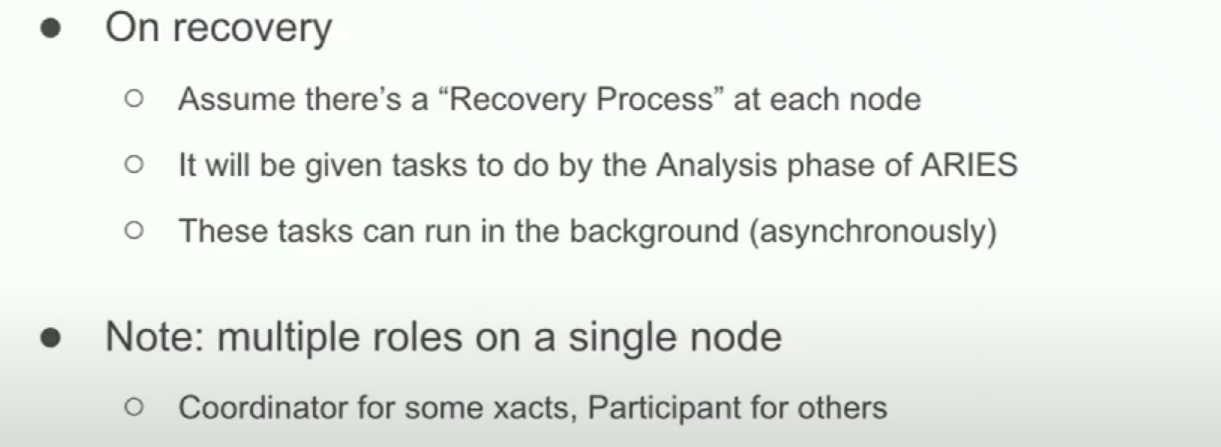 On recovery
Assume there's a “Recovery Process” at each node
It will be given tasks to do by the Analysis phase of ARIES
These tasks can run in the background (asynchronously)
Note: multiple roles on a single node
Coordinator for some xacts, Participant for others